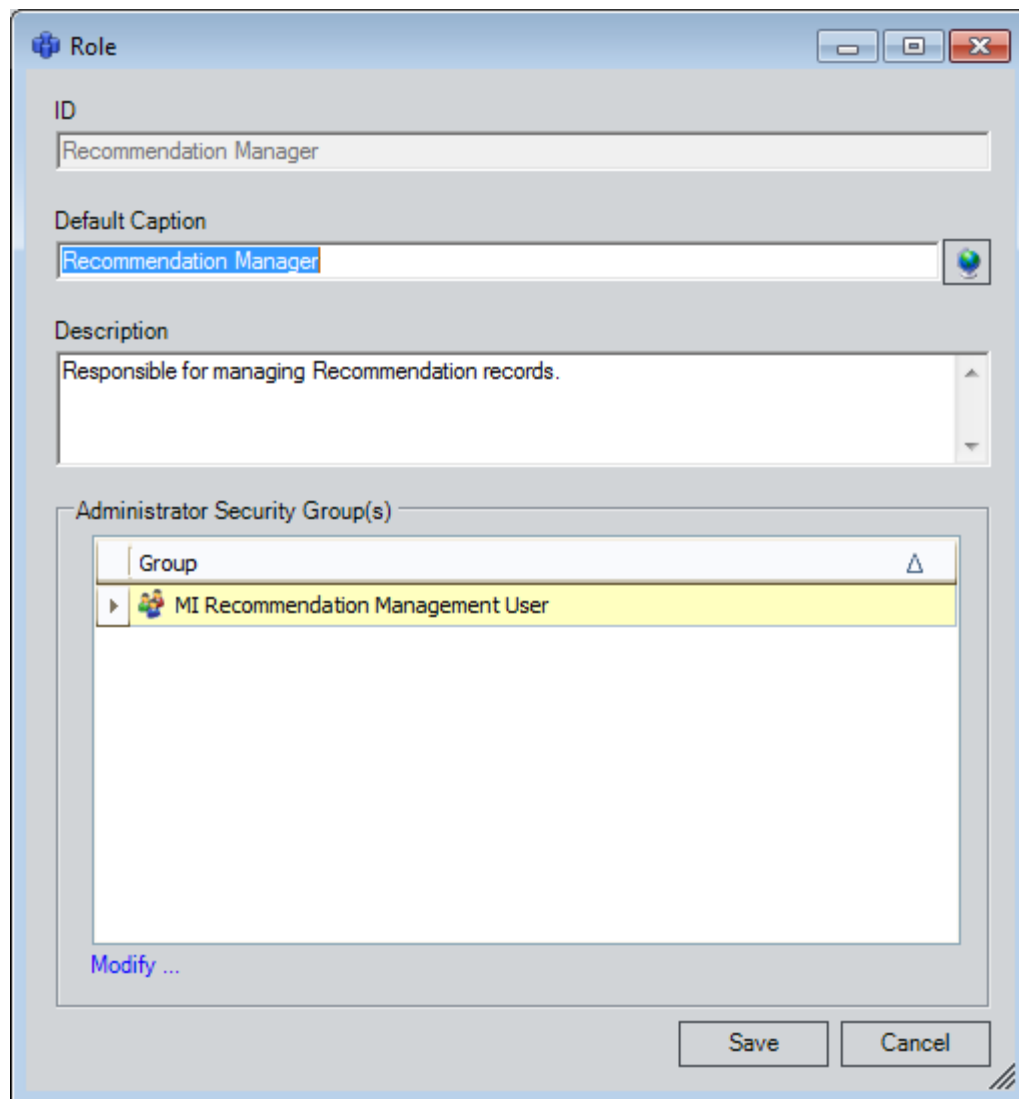 Role
ID
Recommendation Manager
Default Caption
Recommendation Manager
Description
Responsible for managing Recommendation records.
Administrator Security Group(s)
Group
MI Recommendation Management User
Modify ...
Save Cancel